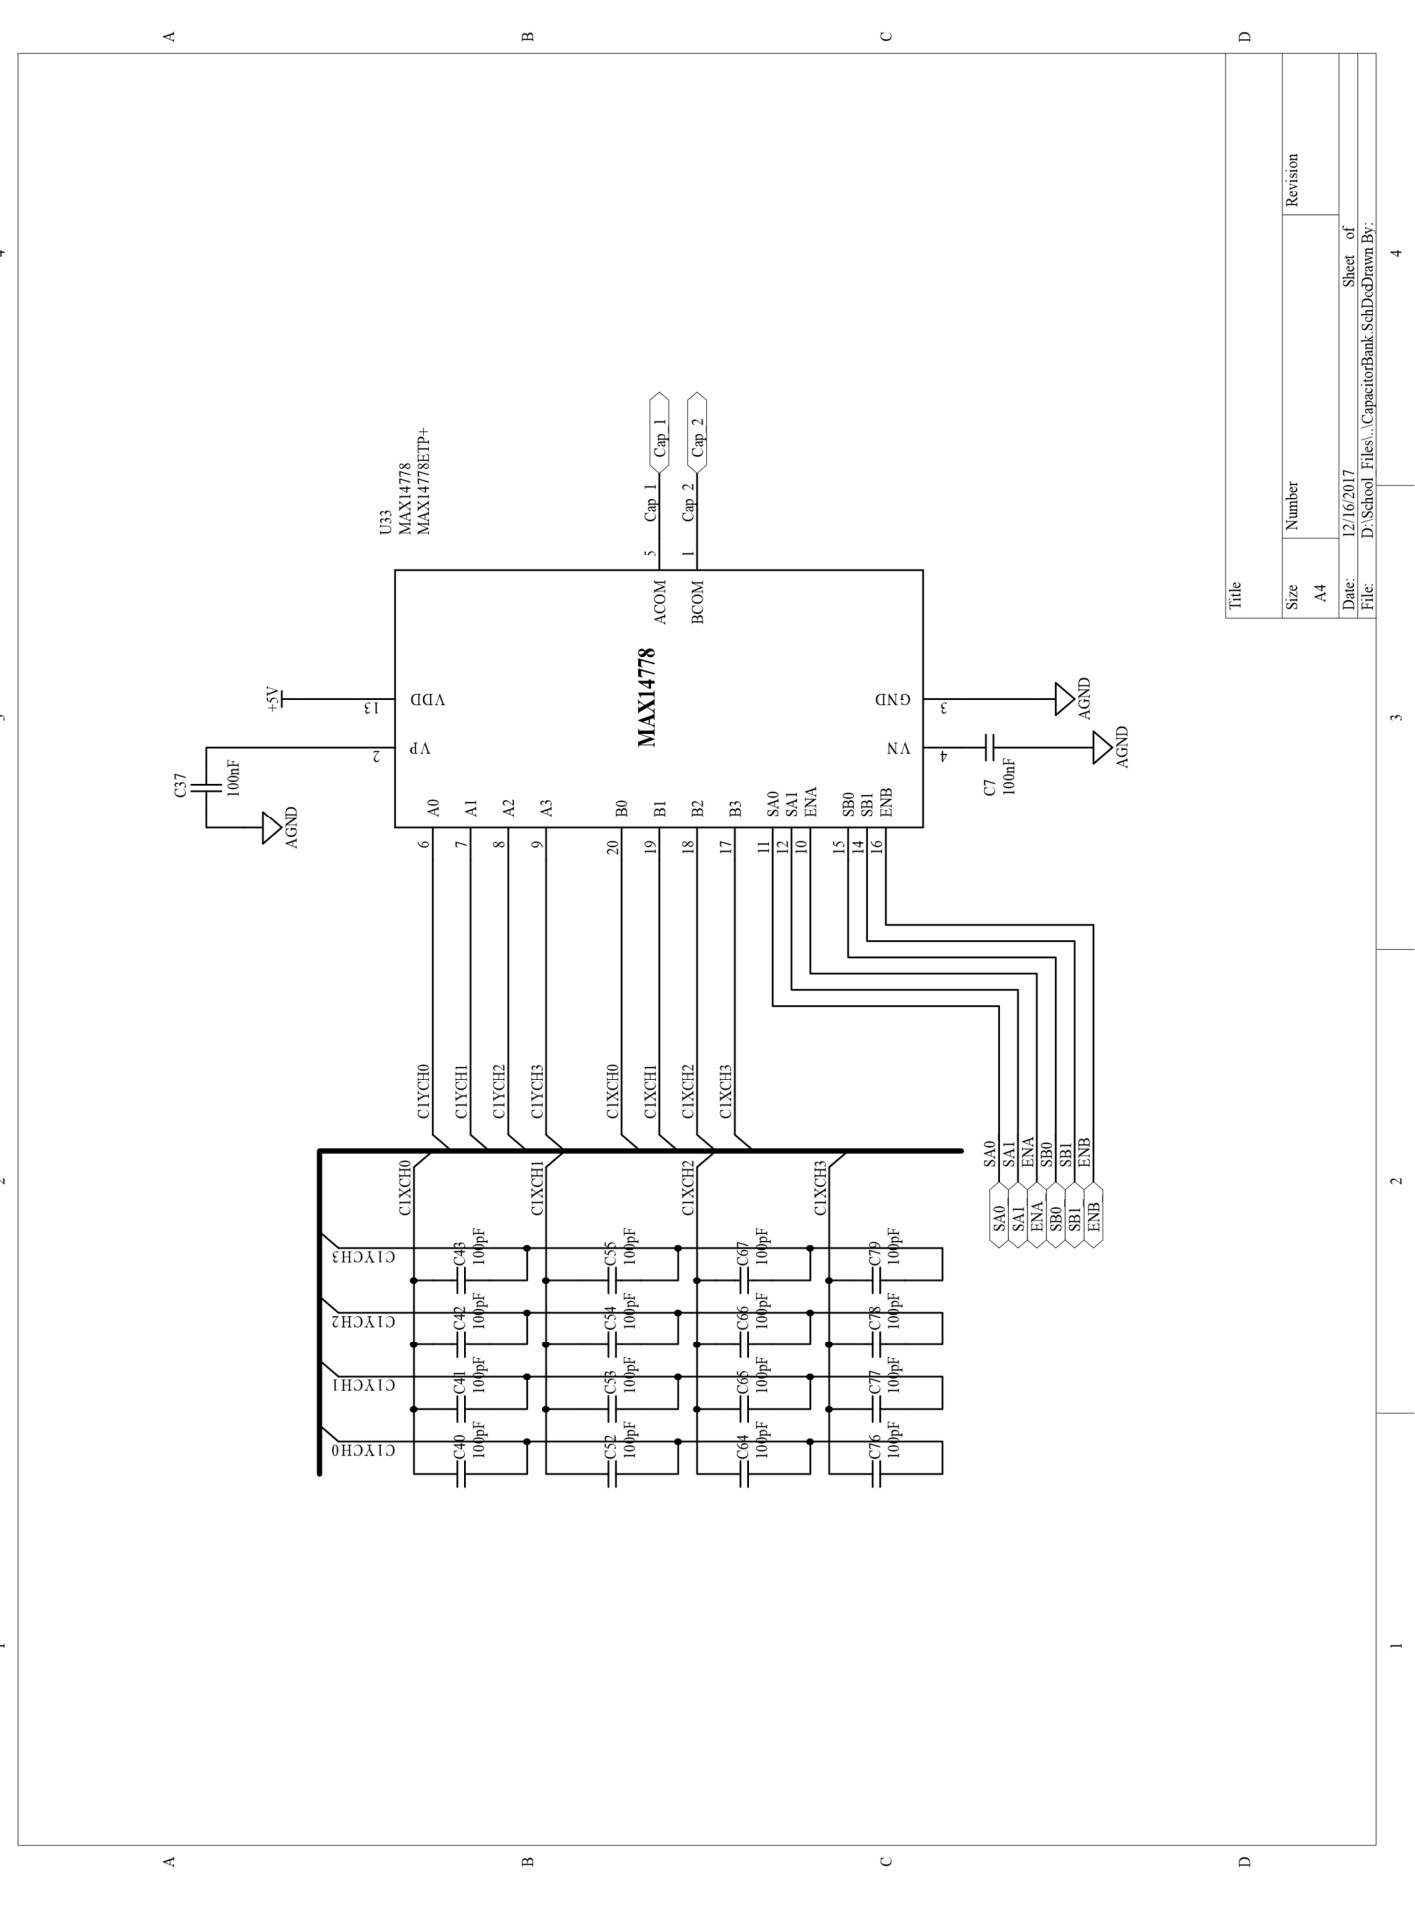 1
2
3
4
A
A
B
B
C
C
D
D
1
2
3
4
C37
100nF
AGND
+5V
U33
MAX14778
MAX14778ETP+
13
VDD
2
VP
C1YCH0
6
A0
C1YCH1
7
A1
C1YCH2
8
A2
C1YCH3
9
A3
C1XCH0
20
B0
C1XCH1
19
B1
C1XCH2
18
B2
C1XCH3
17
B3
11
SA0
12
SA1
10
ENA
15
SB0
14
SB1
16
ENB
MAX14778
ACOM
5
Cap_1
Cap_1
BCOM
1
Cap_2
Cap_2
GND
3
AGND
VN
4
C7
100nF
AGND
C1YCH0
C1YCH1
C1YCH2
C1YCH3
C1XCH0
C40
100pF
C41
100pF
C42
100pF
C43
100pF
C1XCH1
C52
100pF
C53
100pF
C54
100pF
C55
100pF
C1XCH2
C64
100pF
C65
100pF
C66
100pF
C67
100pF
C1XCH3
C76
100pF
C77
100pF
C78
100pF
C79
100pF
SA0
SA0
SA1
SA1
ENA
ENA
SB0
SB0
SB1
SB1
ENB
ENB
Title
Size
Number
Revision
A4
Date:
12/16/2017
Sheet of
File:
D:\School Files\..\CapacitorBank.SchDoc
Drawn By: